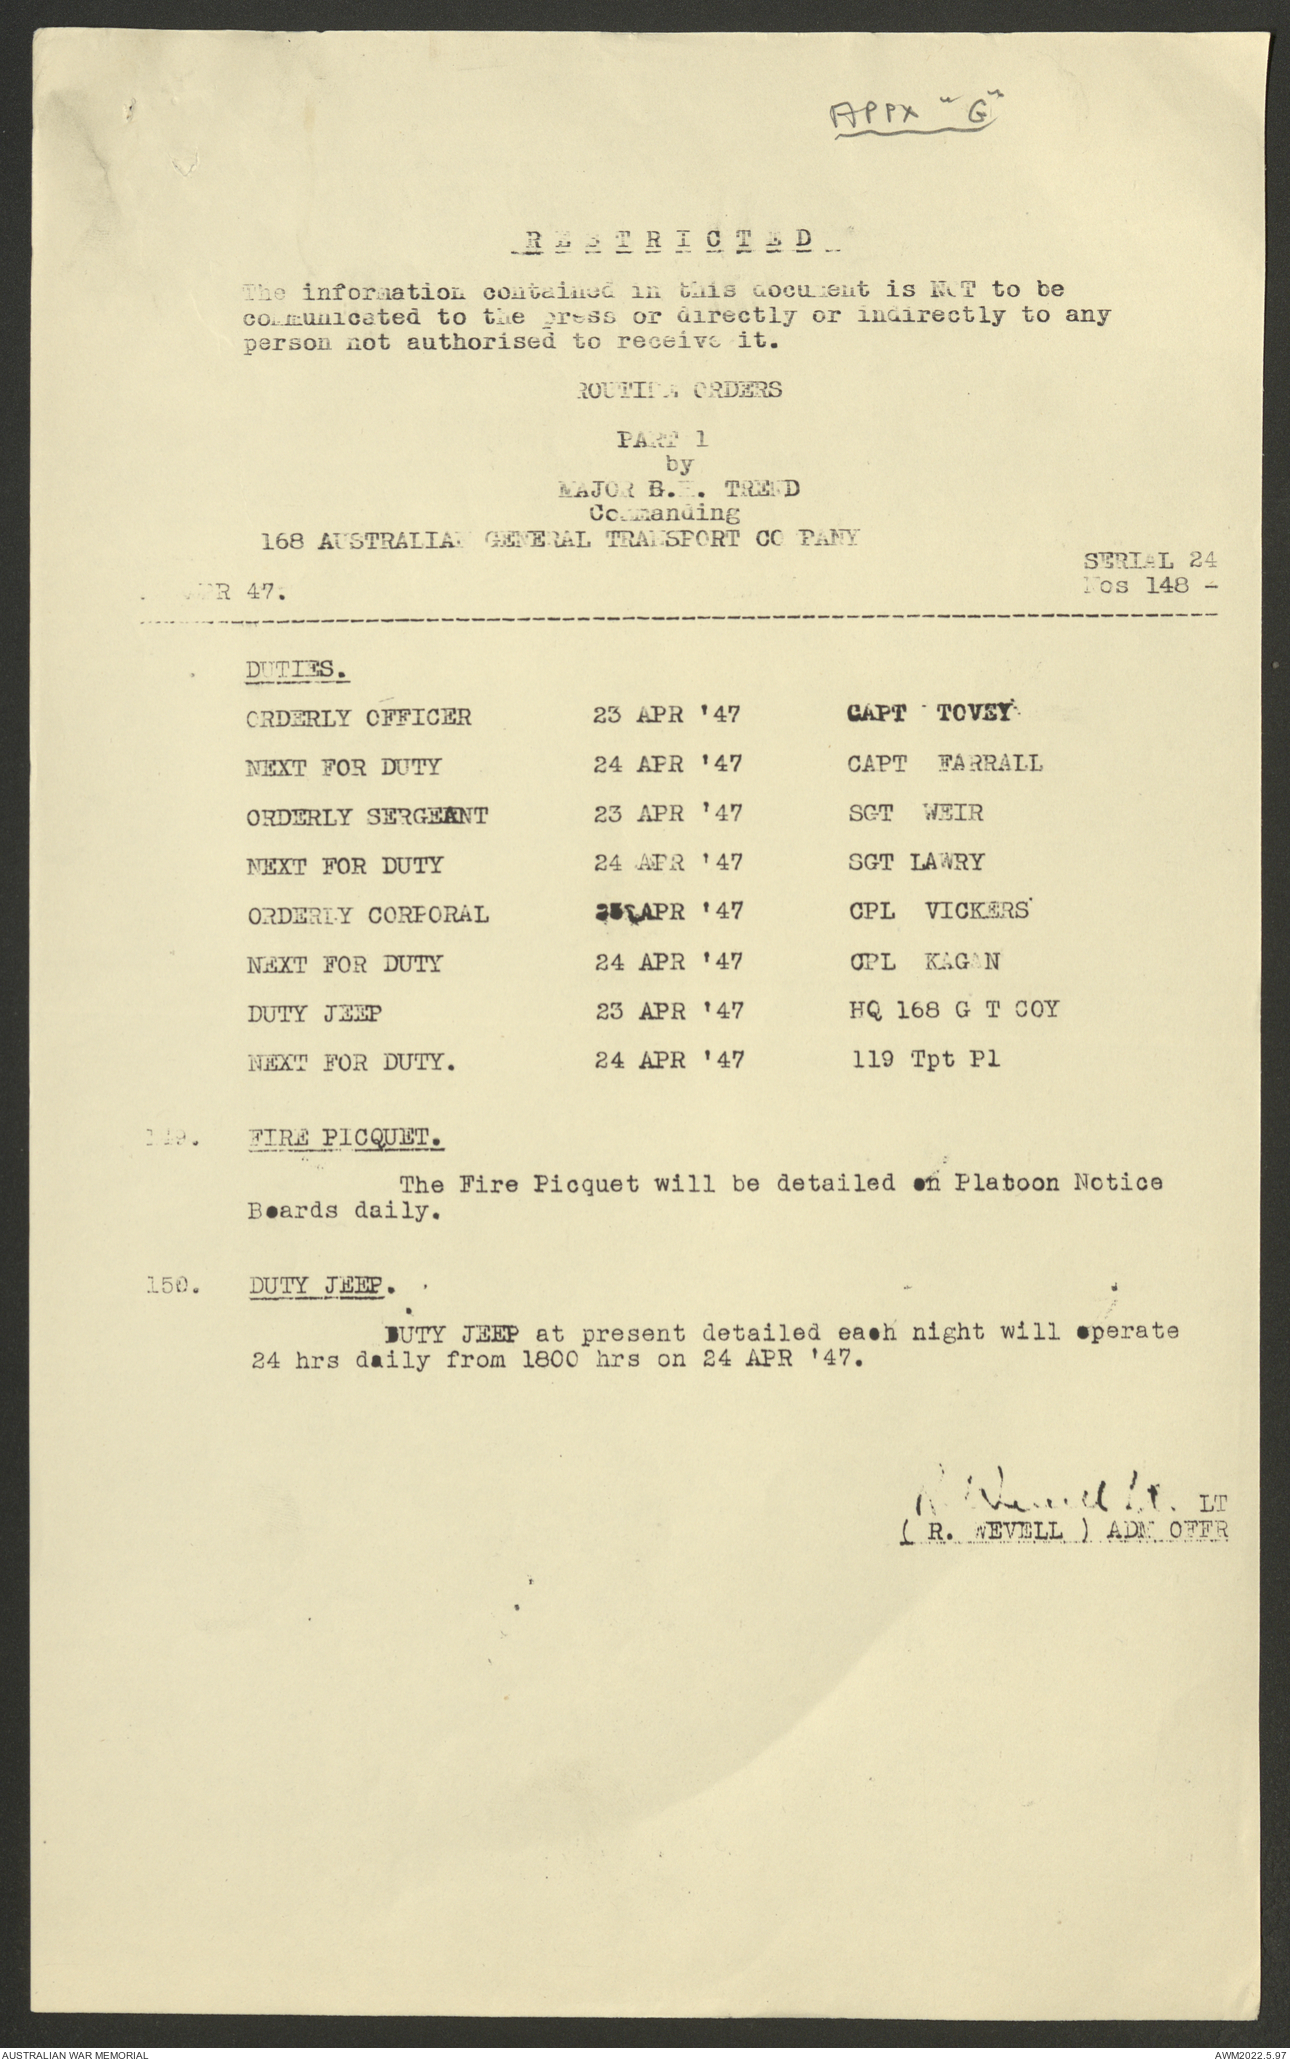 APPX "G"
RESTRICTED
The information contained in this document is NOT to be
communicated to the press or directly or indirectly to any
person not authorised to receive it.
ROUTINE ORDERS
PART 1
by
MAJOR B. TREND
Commanding
168 AUSTRALIAN GENERAL TRANSPORT COMPANY
SERIAL 24
APR 47.
Nos 148 -
DUTIES.
ORDERLY OFFICER 23 APR '47 CAPT TOVEY
NEXT FOR DUTY 24 APR '47 CAPT FARRALL
ORDERLY SERGEANT 23 APR '47 SGT WEIR
NEXT FOR DUTY 24 APR '47 SGT LAWRY
ORDERLY CORPORAL APR '47 CPL VICKERS
NEXT FOR DUTY 24 APR '47 CPL KAGAN
DUTY JEEP 23 APR '47 HQ 168 G T COY
NEXT FOR DUTY. 24 APR '47 119 Tpt Pl
149. FIRE PICQUET.
The Fire Picquet will be detailed on Platoon Notice
Boards daily.
150. DUTY JEEP.
DUTY JEEP at present detailed each night will operate
24 hrs daily from 1800 hrs on 24 APR '47.
R Wevell Lt. LT
( R. WEVELL ) ADM OFFR
AUSTRALIAN WAR MEMORIAL
AWM2022.5.97